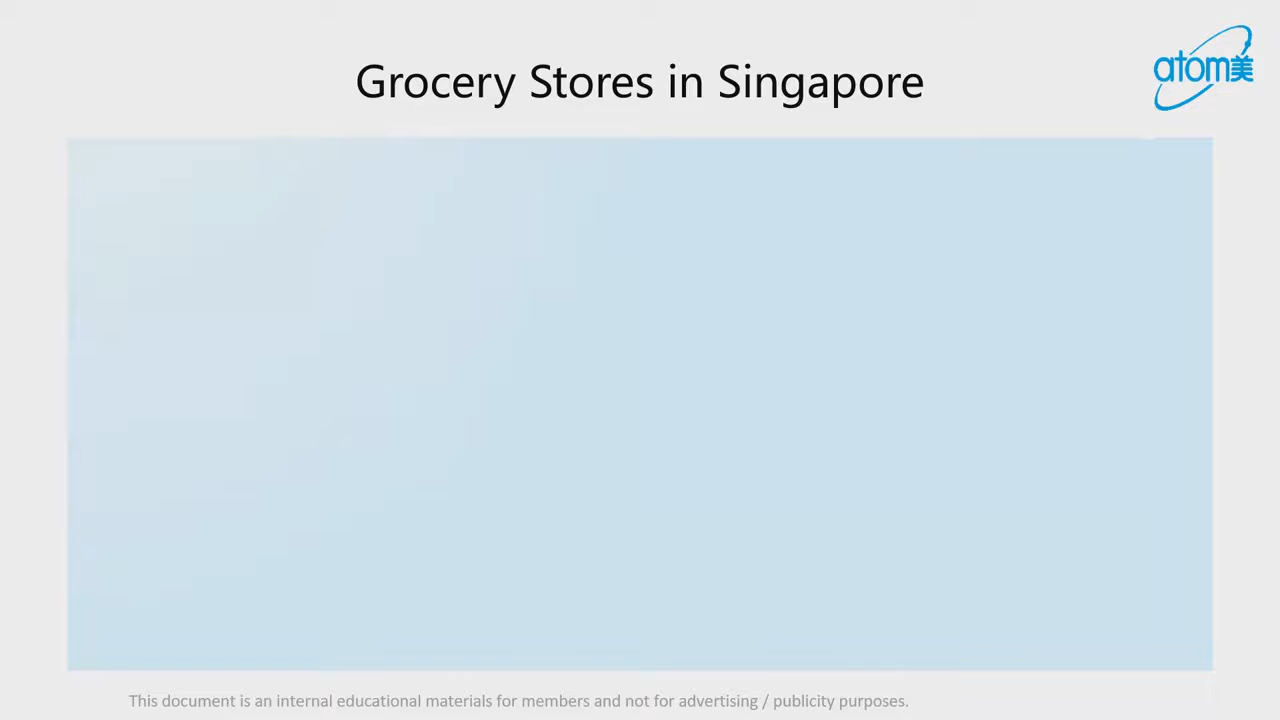 Grocery Stores in Singapore
atom美
This document is an internal educational materials for members and not for advertising / publicity purposes.